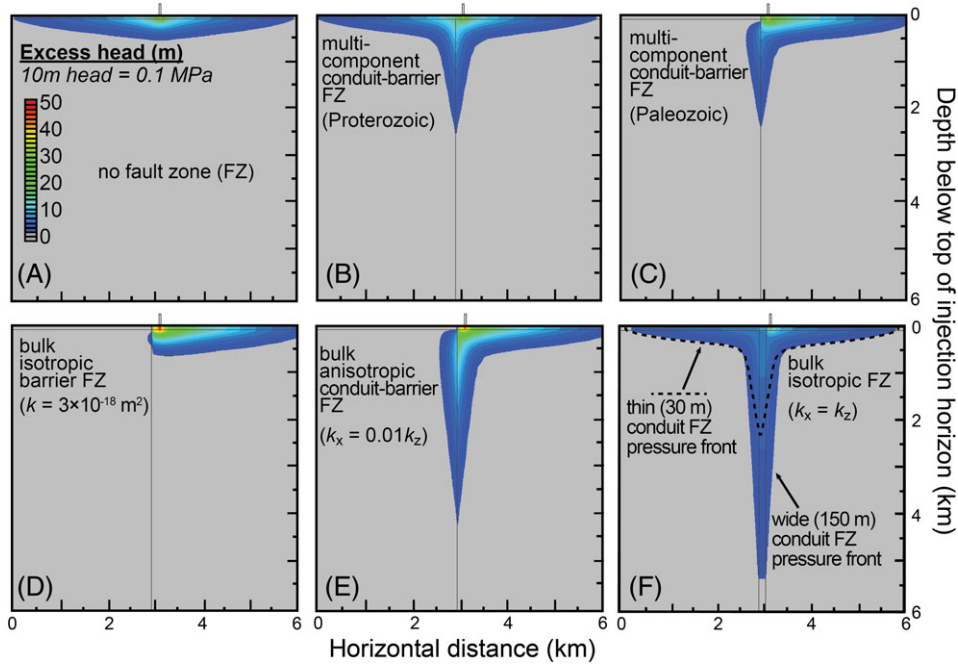 (A)
Excess head (m)
10m head = 0.1 MPa
50
40
30
20
10
0
no fault zone (FZ)
(B)
multi-
component
conduit-barrier
FZ
(Proterozoic)
(C)
multi-
component
conduit-barrier
FZ
(Paleozoic)
0
2
4
6
(D)
bulk
isotropic
barrier FZ
(k = 3×10⁻¹⁸ m²)
0
2
4
6
(E)
bulk
anisotropic
conduit-barrier
FZ
(kₓ = 0.01k_z)
0
2
4
6
(F)
bulk
isotropic FZ
(kₓ = k_z)
thin (30 m)
conduit FZ
pressure front
wide (150 m)
conduit FZ
pressure front
0
2
4
6
0
2
4
6
Horizontal distance (km)
Depth below top of injection horizon (km)